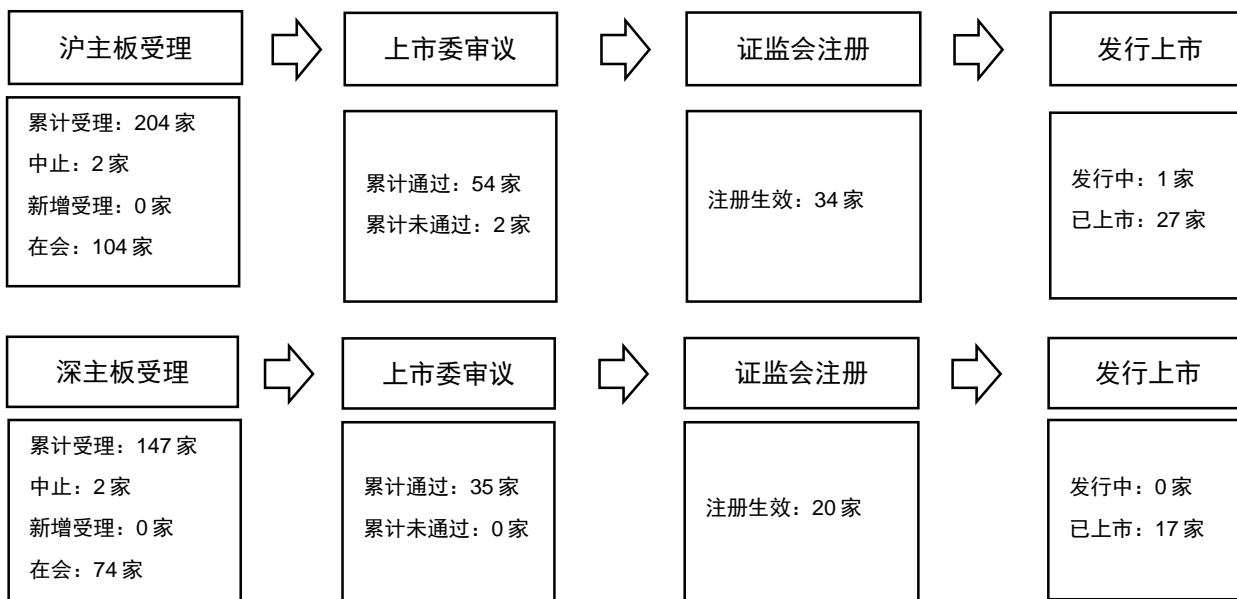 沪主板受理
上市委审议
证监会注册
发行上市
累计受理：204 家
中止：2 家
新增受理：0 家
在会：104 家
累计通过：54 家
累计未通过：2 家
注册生效：34 家
发行中：1 家
已上市：27 家
深主板受理
上市委审议
证监会注册
发行上市
累计受理：147 家
中止：2 家
新增受理：0 家
在会：74 家
累计通过：35 家
累计未通过：0 家
注册生效：20 家
发行中：0 家
已上市：17 家